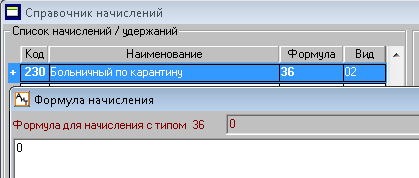 Справочник начислений
Список начислений / удержаний
Код Наименование Формула Вид
+ 230 Больничный по карантину 36 02
Формула начисления
Формула для начисления с типом 36 0
0